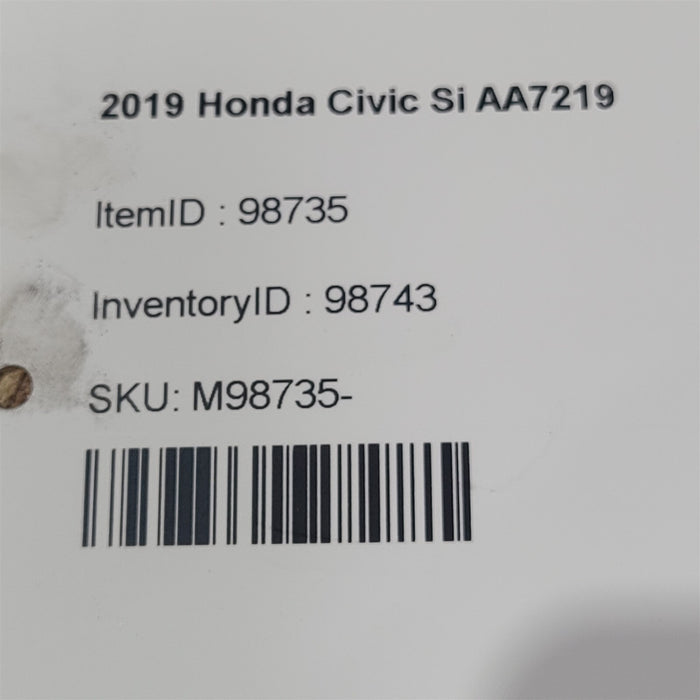 2019 Honda Civic Si AA7219
ItemID : 98735
InventoryID : 98743
SKU: M98735-